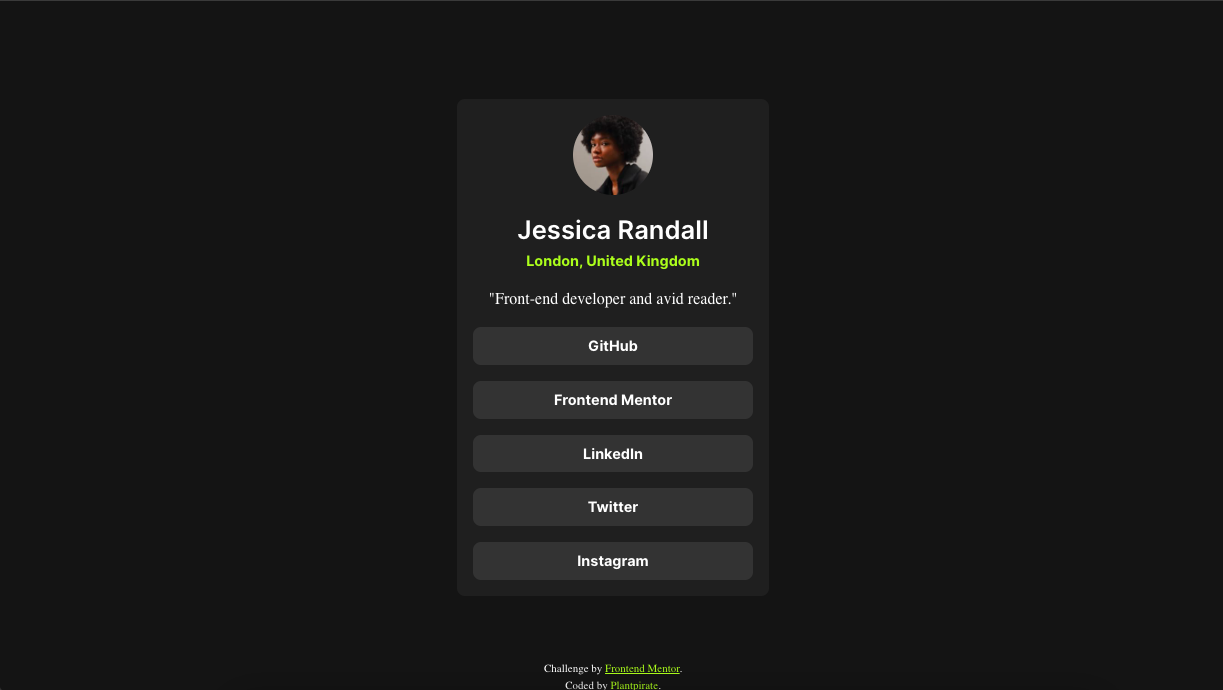 Jessica Randall
London, United Kingdom
"Front-end developer and avid reader."
GitHub
Frontend Mentor
LinkedIn
Twitter
Instagram
Challenge by Frontend Mentor.
Coded by Plantpirate.